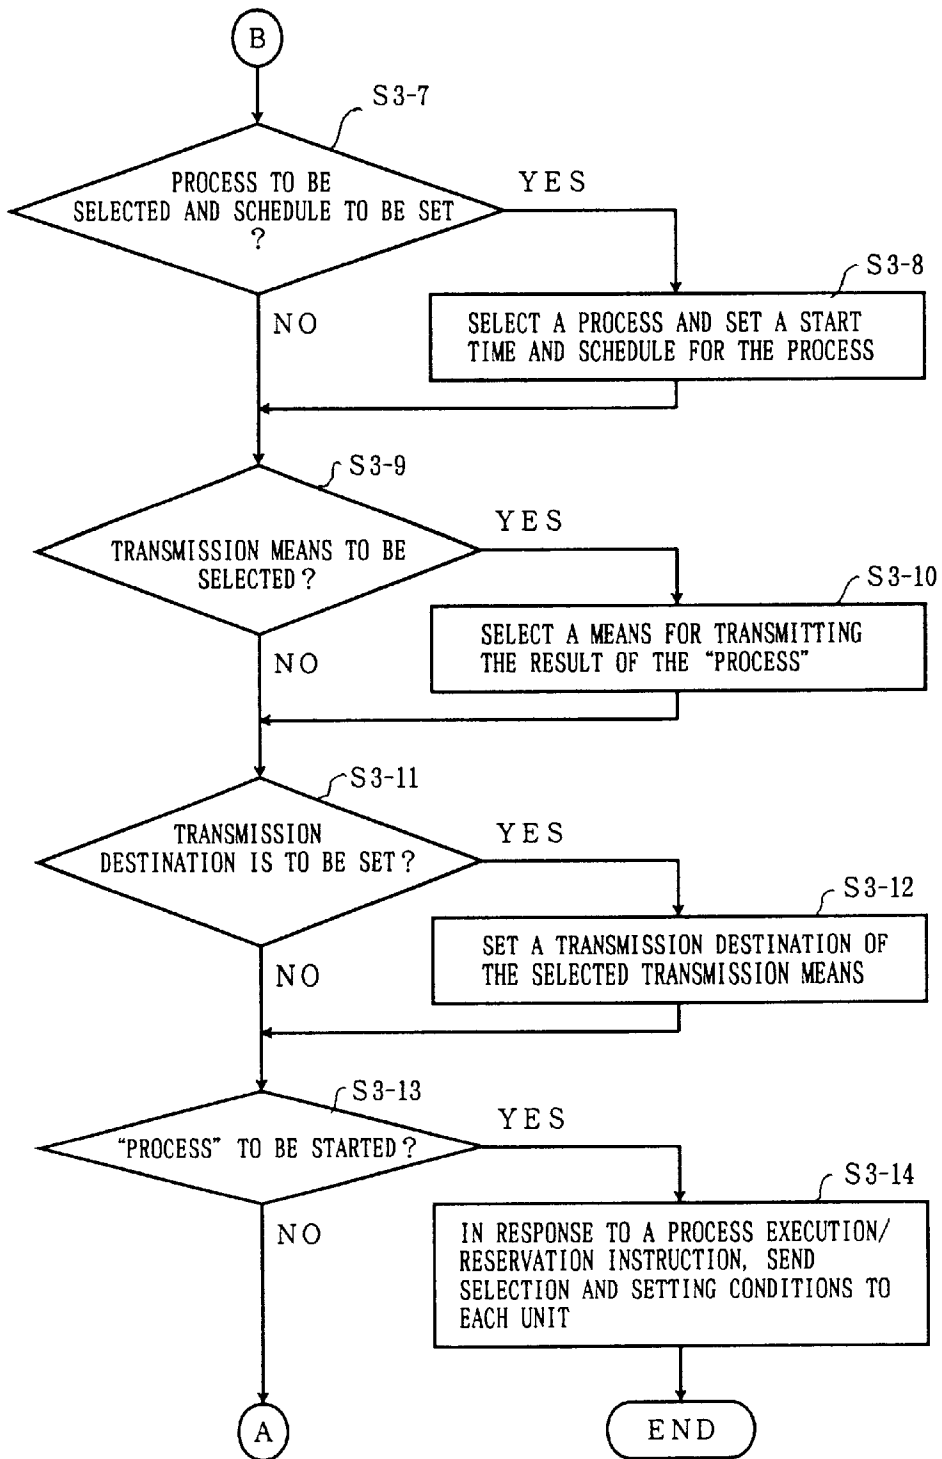 B
S3-7
PROCESS TO BE
SELECTED AND SCHEDULE TO BE SET
?
YES
NO
S3-8
SELECT A PROCESS AND SET A START
TIME AND SCHEDULE FOR THE PROCESS
S3-9
TRANSMISSION MEANS TO BE
SELECTED?
YES
NO
S3-10
SELECT A MEANS FOR TRANSMITTING
THE RESULT OF THE “PROCESS”
S3-11
TRANSMISSION
DESTINATION IS TO BE SET?
YES
NO
S3-12
SET A TRANSMISSION DESTINATION OF
THE SELECTED TRANSMISSION MEANS
S3-13
“PROCESS” TO BE STARTED?
YES
NO
S3-14
IN RESPONSE TO A PROCESS EXECUTION/
RESERVATION INSTRUCTION, SEND
SELECTION AND SETTING CONDITIONS TO
EACH UNIT
A
END